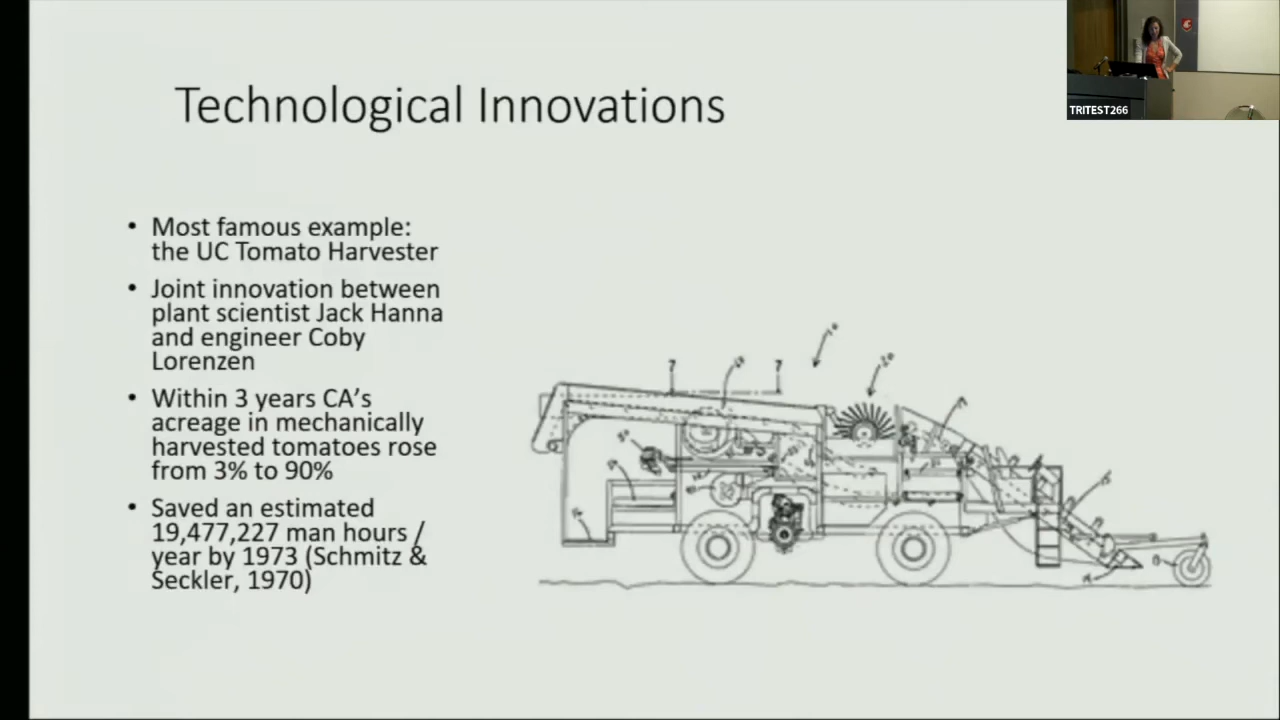 TRITEST266
Technological Innovations
• Most famous example:
the UC Tomato Harvester
• Joint innovation between
plant scientist Jack Hanna
and engineer Coby
Lorenzen
• Within 3 years CA's
acreage in mechanically
harvested tomatoes rose
from 3% to 90%
• Saved an estimated
19,477,227 man hours /
year by 1973 (Schmitz &
Seckler, 1970)
7
7